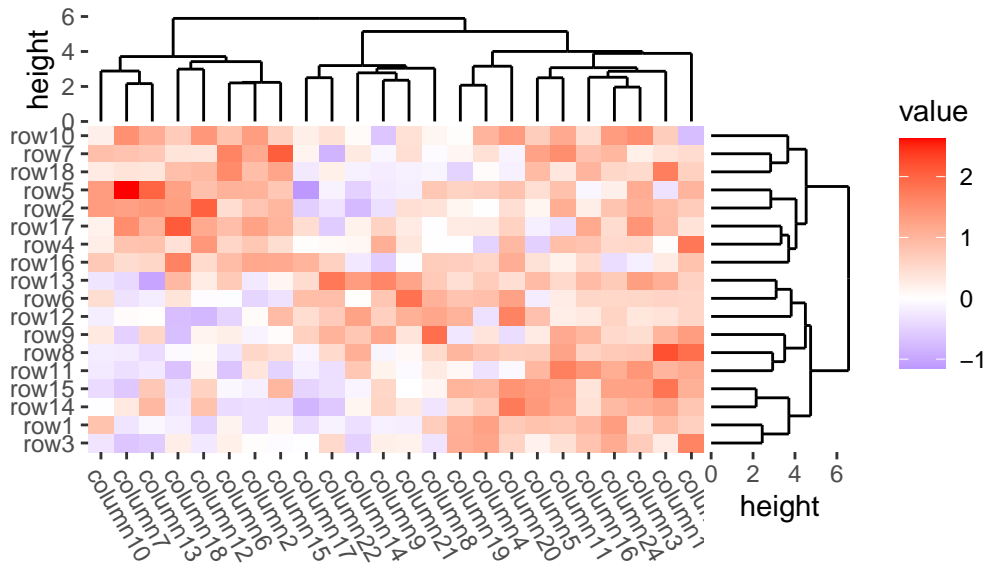 6
4
2
0
height
row10
row7
row18
row5
row2
row17
row4
row16
row13
row6
row12
row9
row8
row11
row15
row14
row1
row3
column10
column7
column13
column18
column12
column6
column2
column15
column17
column22
column14
column9
column21
column8
column19
column4
column20
column5
column11
column16
column24
column3
0 2 4 6
height
value
2
1
0
−1